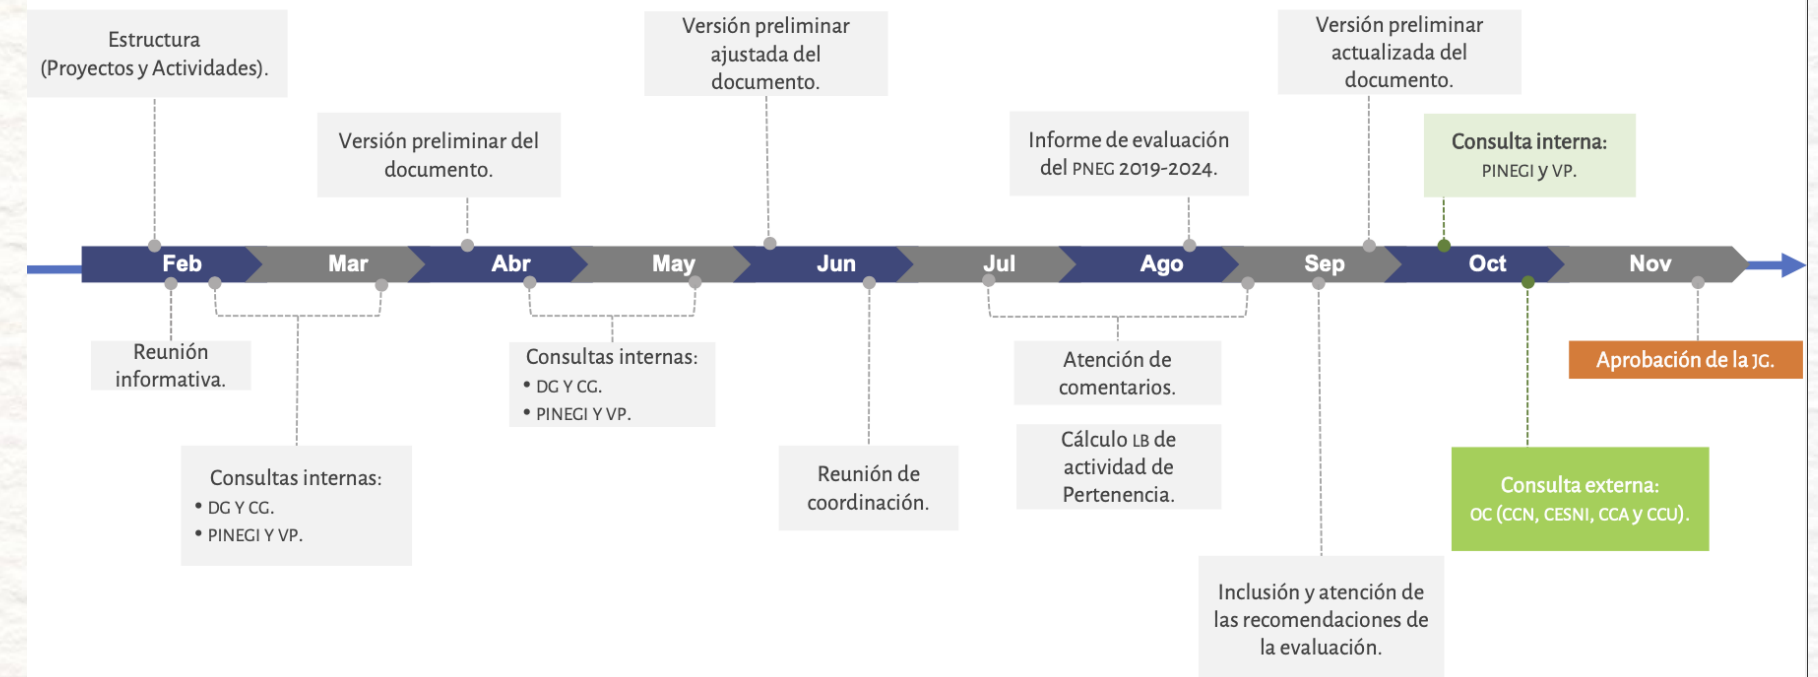 Estructura
(Proyectos y Actividades).
Versión preliminar del
documento.
Versión preliminar
ajustada del
documento.
Informe de evaluación
del PNEG 2019-2024.
Versión preliminar
actualizada del
documento.
Consulta interna:
PINEGI y VP.
Feb
Mar
Abr
May
Jun
Jul
Ago
Sep
Oct
Nov
Reunión
informativa.
Consultas internas:
• DG Y CG.
• PINEGI Y VP.
Consultas internas:
• DG Y CG.
• PINEGI Y VP.
Reunión de
coordinación.
Atención de
comentarios.
Cálculo LB de
actividad de
Pertenencia.
Inclusión y atención de
las recomendaciones de
la evaluación.
Consulta externa:
OC (CCN, CESNI, CCA y CCU).
Aprobación de la JG.